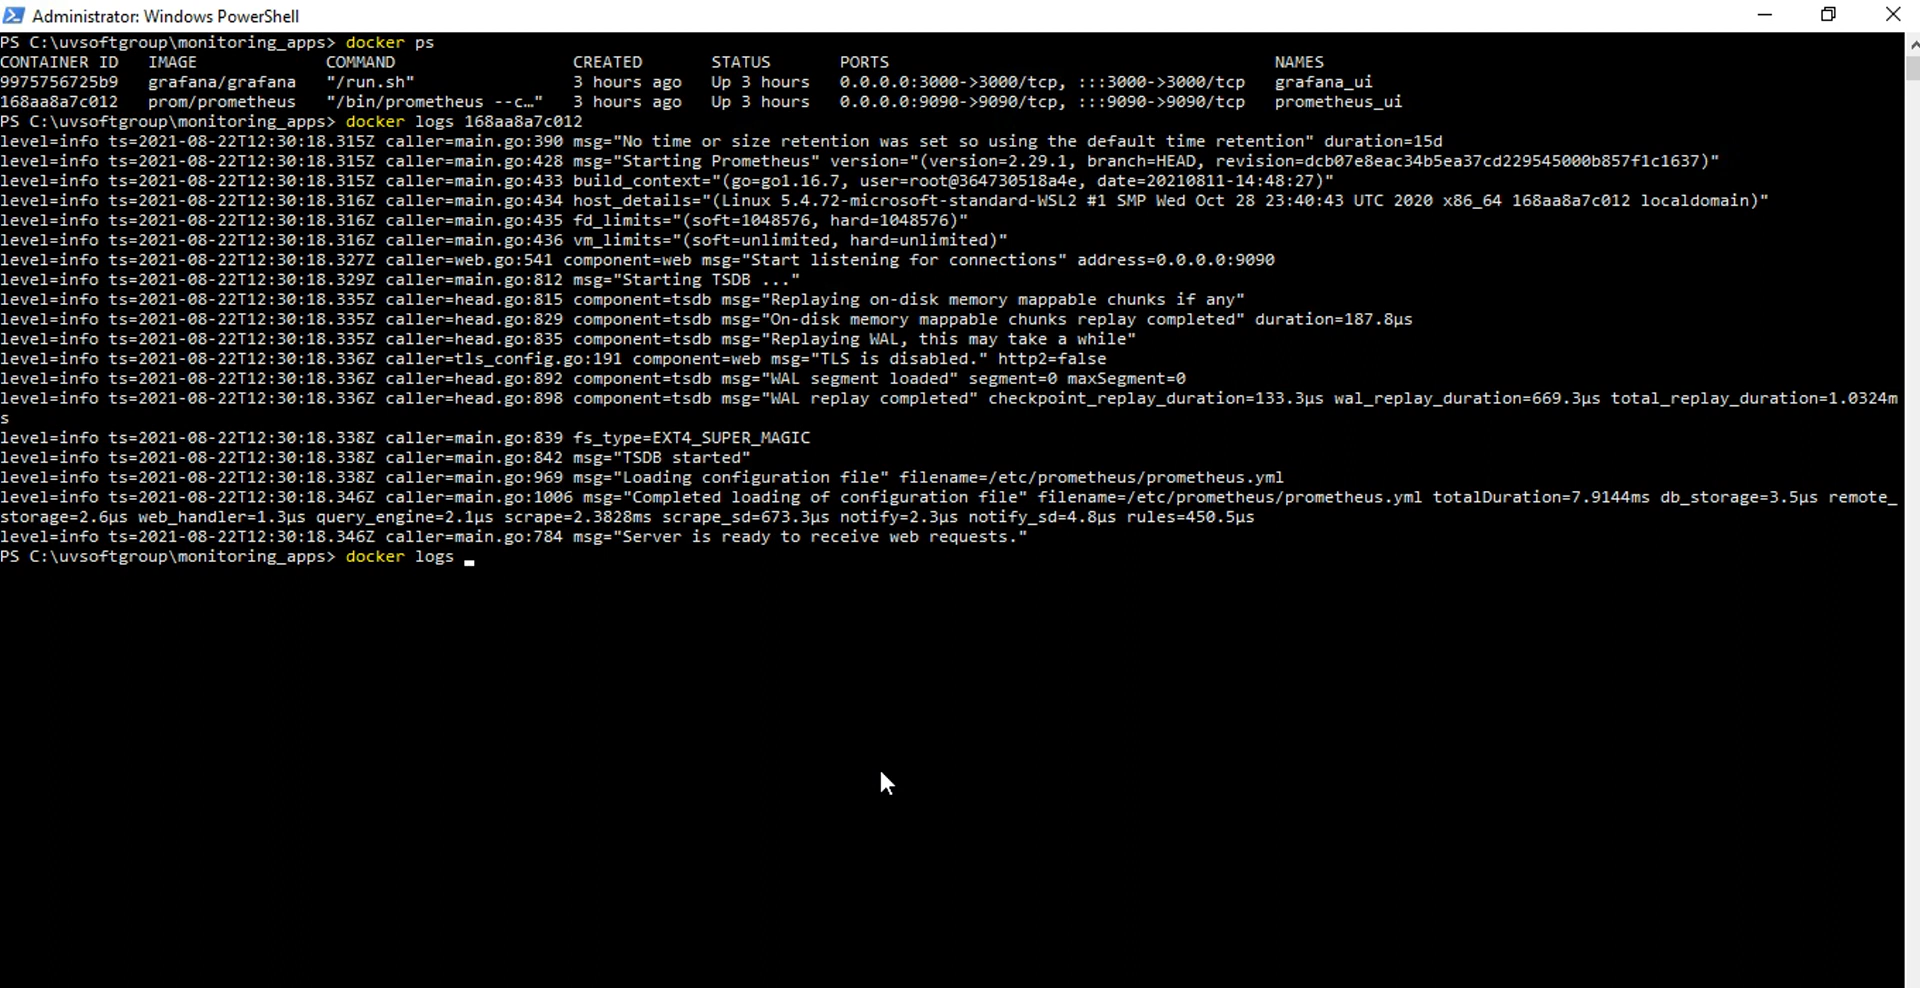 Administrator: Windows PowerShell
PS C:\uvsoftgroup\monitoring_apps> docker ps
CONTAINER ID   IMAGE             COMMAND                  CREATED       STATUS       PORTS                                       NAMES
9975756725b9   grafana/grafana   "/run.sh"                3 hours ago   Up 3 hours   0.0.0.0:3000->3000/tcp, :::3000->3000/tcp   grafana_ui
168aa8a7c012   prom/prometheus   "/bin/prometheus --c…"   3 hours ago   Up 3 hours   0.0.0.0:9090->9090/tcp, :::9090->9090/tcp   prometheus_ui
PS C:\uvsoftgroup\monitoring_apps> docker logs 168aa8a7c012
level=info ts=2021-08-22T12:30:18.315Z caller=main.go:390 msg="No time or size retention was set so using the default time retention" duration=15d
level=info ts=2021-08-22T12:30:18.315Z caller=main.go:428 msg="Starting Prometheus" version="(version=2.29.1, branch=HEAD, revision=dcb07e8eac34b5ea37cd229545000b857f1c1637)"
level=info ts=2021-08-22T12:30:18.315Z caller=main.go:433 build_context="(go=go1.16.7, user=root@364730518a4e, date=20210811-14:48:27)"
level=info ts=2021-08-22T12:30:18.316Z caller=main.go:434 host_details="(Linux 5.4.72-microsoft-standard-WSL2 #1 SMP Wed Oct 28 23:40:43 UTC 2020 x86_64 168aa8a7c012 localdomain)"
level=info ts=2021-08-22T12:30:18.316Z caller=main.go:435 fd_limits="(soft=1048576, hard=1048576)"
level=info ts=2021-08-22T12:30:18.316Z caller=main.go:436 vm_limits="(soft=unlimited, hard=unlimited)"
level=info ts=2021-08-22T12:30:18.327Z caller=web.go:541 component=web msg="Start listening for connections" address=0.0.0.0:9090
level=info ts=2021-08-22T12:30:18.329Z caller=main.go:812 msg="Starting TSDB ..."
level=info ts=2021-08-22T12:30:18.335Z caller=head.go:815 component=tsdb msg="Replaying on-disk memory mappable chunks if any"
level=info ts=2021-08-22T12:30:18.335Z caller=head.go:829 component=tsdb msg="On-disk memory mappable chunks replay completed" duration=187.8µs
level=info ts=2021-08-22T12:30:18.335Z caller=head.go:835 component=tsdb msg="Replaying WAL, this may take a while"
level=info ts=2021-08-22T12:30:18.336Z caller=tls_config.go:191 component=web msg="TLS is disabled." http2=false
level=info ts=2021-08-22T12:30:18.336Z caller=head.go:892 component=tsdb msg="WAL segment loaded" segment=0 maxSegment=0
level=info ts=2021-08-22T12:30:18.336Z caller=head.go:898 component=tsdb msg="WAL replay completed" checkpoint_replay_duration=133.3µs wal_replay_duration=669.3µs total_replay_duration=1.0324m
s
level=info ts=2021-08-22T12:30:18.338Z caller=main.go:839 fs_type=EXT4_SUPER_MAGIC
level=info ts=2021-08-22T12:30:18.338Z caller=main.go:842 msg="TSDB started"
level=info ts=2021-08-22T12:30:18.338Z caller=main.go:969 msg="Loading configuration file" filename=/etc/prometheus/prometheus.yml
level=info ts=2021-08-22T12:30:18.346Z caller=main.go:1006 msg="Completed loading of configuration file" filename=/etc/prometheus/prometheus.yml totalDuration=7.9144ms db_storage=3.5µs remote_
storage=2.6µs web_handler=1.3µs query_engine=2.1µs scrape=2.3828ms scrape_sd=673.3µs notify=2.3µs notify_sd=4.8µs rules=450.5µs
level=info ts=2021-08-22T12:30:18.346Z caller=main.go:784 msg="Server is ready to receive web requests."
PS C:\uvsoftgroup\monitoring_apps> docker logs